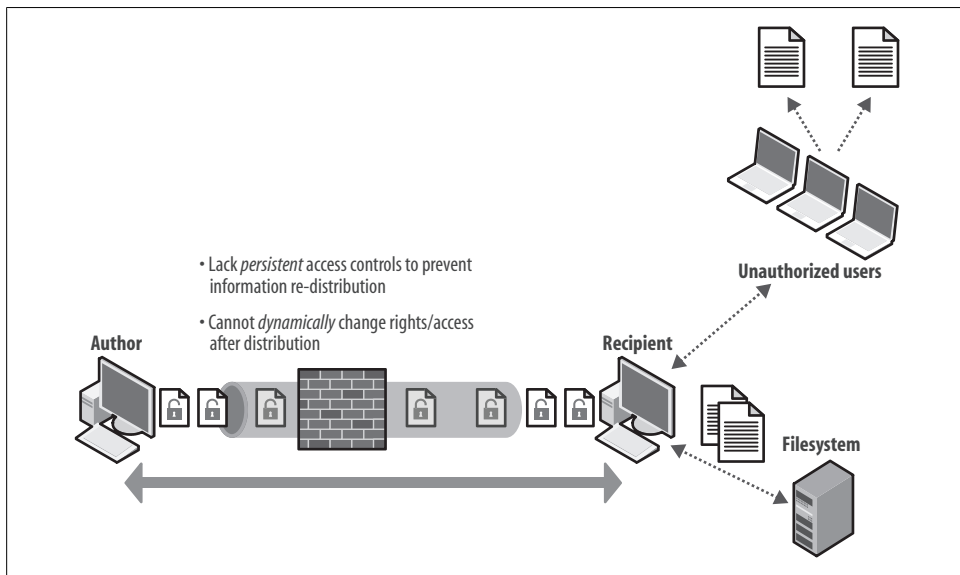 • Lack persistent access controls to prevent
information re-distribution
• Cannot dynamically change rights/access
after distribution
Author
Recipient
Unauthorized users
Filesystem